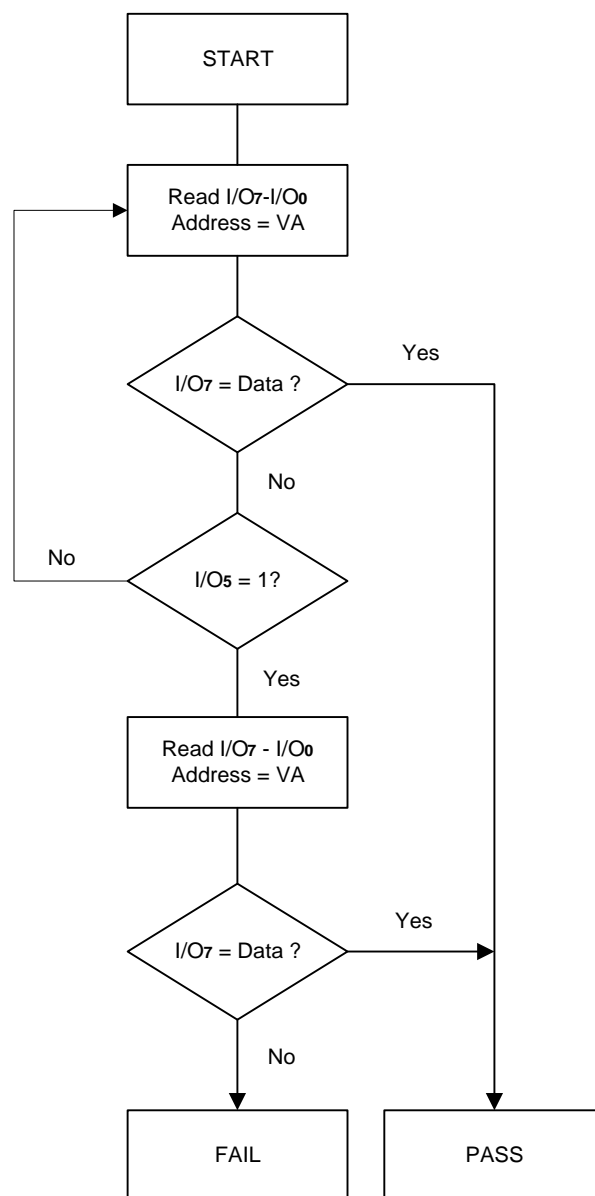 START
Read I/O7-I/O0
Address = VA
Yes
I/O7 = Data ?
No
No
I/O5 = 1?
Yes
Read I/O7 - I/O0
Address = VA
Yes
I/O7 = Data ?
No
FAIL
PASS